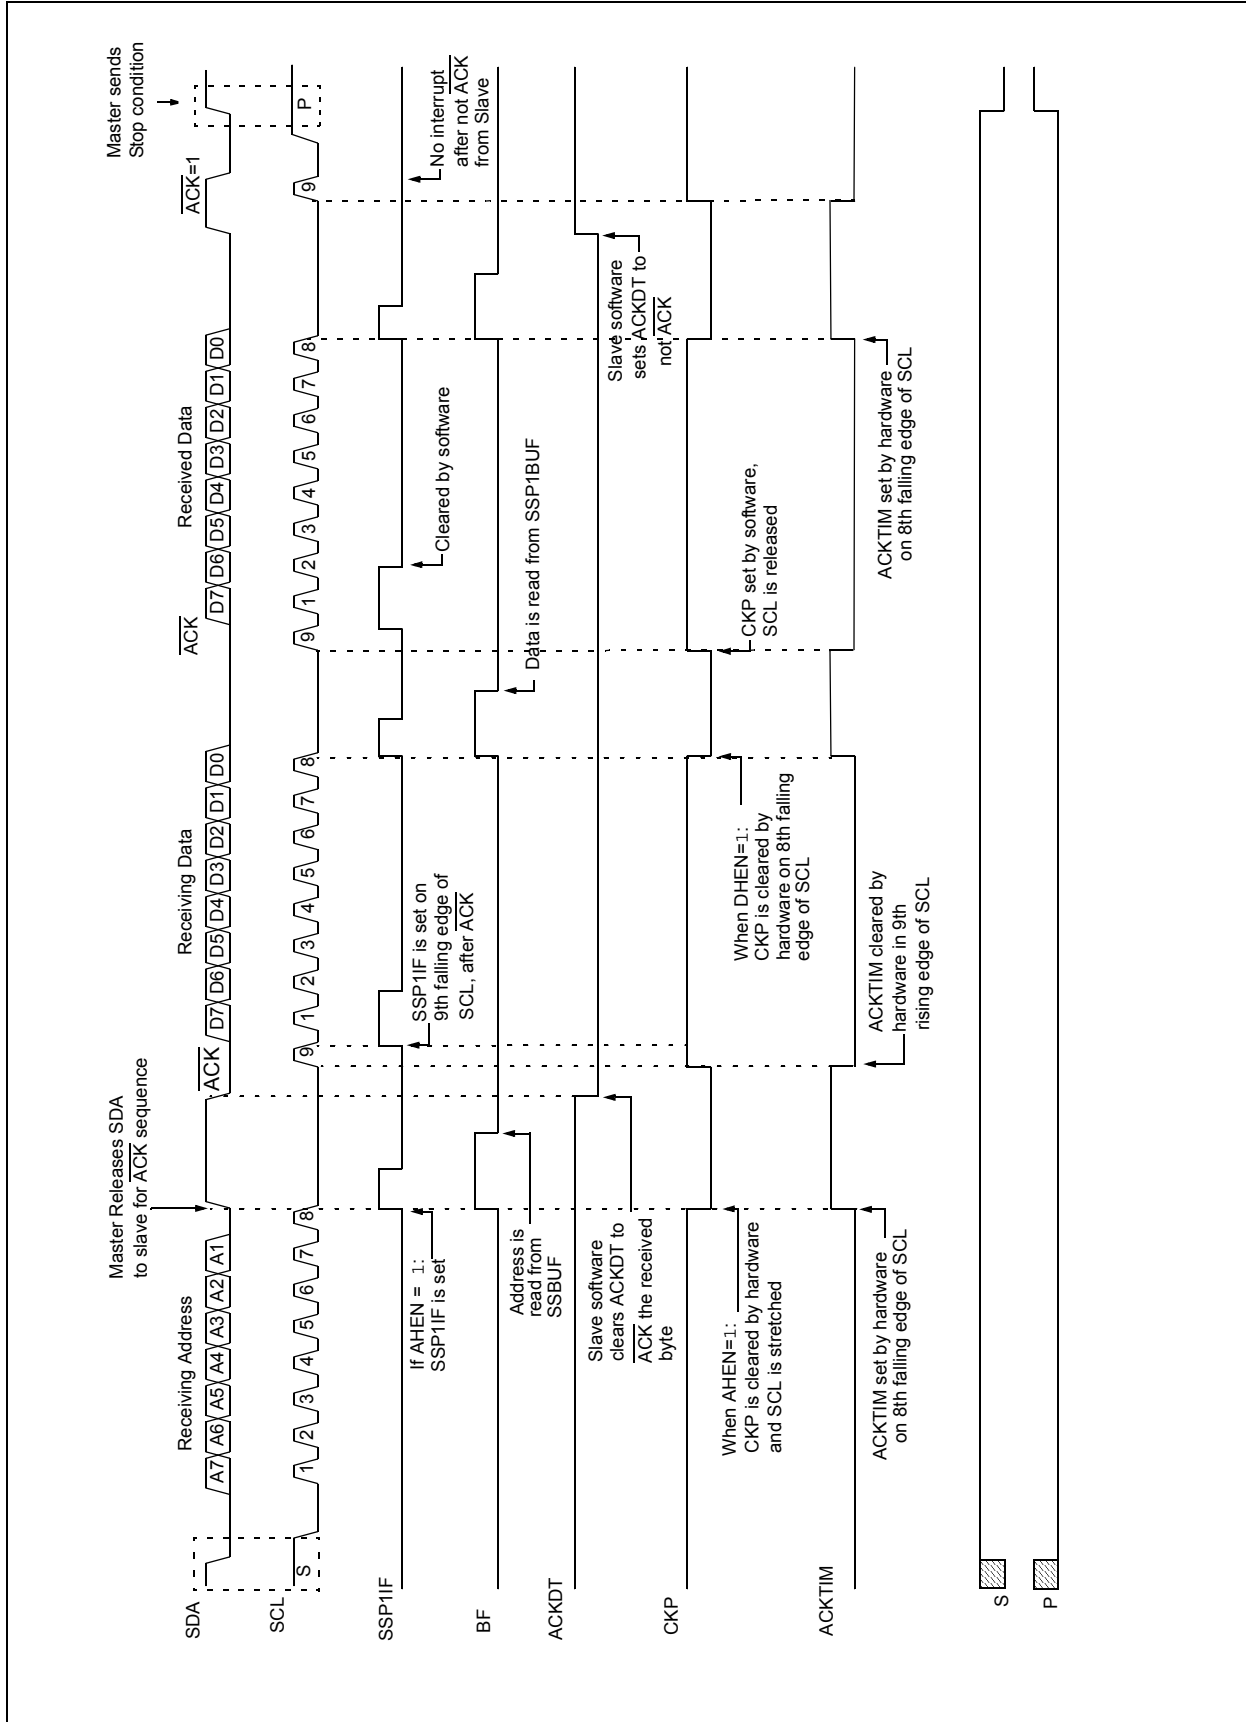 Master Releases SDA
to slave for ACK sequence
Master sends
Stop condition
Receiving Address
Receiving Data
Received Data
ACK
ACK
ACK=1
SDA
A7 A6 A5 A4 A3 A2 A1
D7 D6 D5 D4 D3 D2 D1 D0
D7 D6 D5 D4 D3 D2 D1 D0
SCL
S
1 2 3 4 5 6 7 8
9
1 2 3 4 5 6 7 8
9
1 2 3 4 5 6 7 8
9
P
SSP1IF
If AHEN = 1:
SSP1IF is set
SSP1IF is set on
9th falling edge of
SCL, after ACK
Cleared by software
No interrupt
after not ACK
from Slave
BF
Address is
read from
SSBUF
Data is read from SSP1BUF
ACKDT
Slave software
clears ACKDT to
ACK the received
byte
Slave software
sets ACKDT to
not ACK
CKP
When AHEN=1:
CKP is cleared by hardware
and SCL is stretched
When DHEN=1:
CKP is cleared by
hardware on 8th falling
edge of SCL
CKP set by software,
SCL is released
ACKTIM
ACKTIM set by hardware
on 8th falling edge of SCL
ACKTIM cleared by
hardware in 9th
rising edge of SCL
ACKTIM set by hardware
on 8th falling edge of SCL
S
P